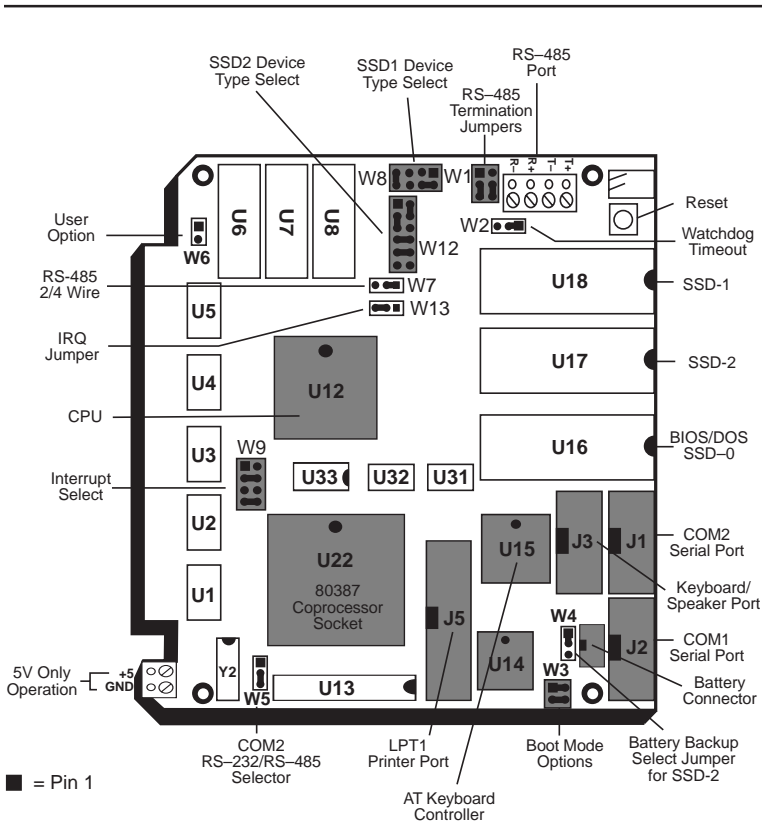 SSD2 Device
Type Select
SSD1 Device
Type Select
RS–485
Port
RS–485
Termination
Jumpers
R–
R+
T–
T+
W8
W1
Reset
User
Option
W6
U6
U7
U8
W12
W2
Watchdog
Timeout
RS-485
2/4 Wire
W7
U18
SSD-1
U5
W13
IRQ
Jumper
U17
SSD-2
U4
U12
CPU
W9
U3
U16
BIOS/DOS
SSD–0
Interrupt
Select
U33
U32
U31
U2
U22
80387
Coprocessor
Socket
U15
J3
J1
COM2
Serial Port
U1
J5
Keyboard/
Speaker Port
W4
J2
COM1
Serial Port
5V Only
Operation
+5
GND
Y2
W5
U13
U14
W3
Battery
Connector
COM2
RS–232/RS–485
Selector
LPT1
Printer Port
Boot Mode
Options
Battery Backup
Select Jumper
for SSD-2
= Pin 1
AT Keyboard
Controller